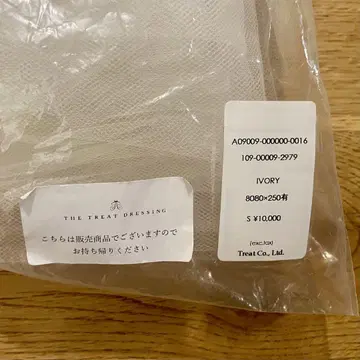 THE TREAT DRESSING
こちらは販売商品でございますので
お持ち帰りください
A09009-000000-0016
109-00009-2979
IVORY
8080×250有
S ¥10,000
(exc.tax)
Treat Co., Ltd.